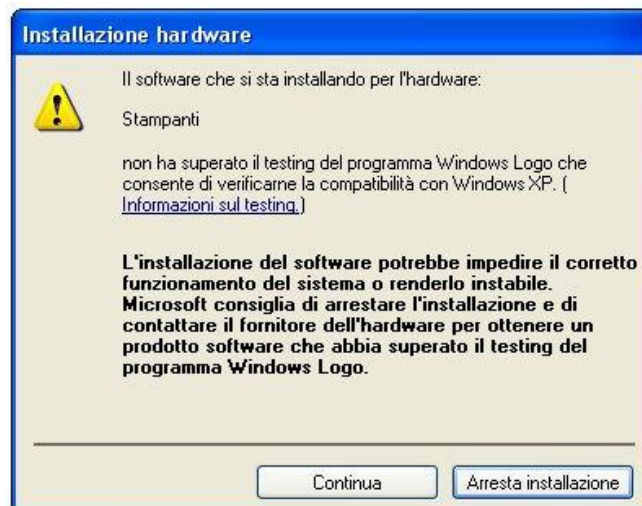 Installazione hardware
Il software che si sta installando per l'hardware:
Stampanti
non ha superato il testing del programma Windows Logo che
consente di verificarne la compatibilità con Windows XP. (
Informazioni sul testing.)
L'installazione del software potrebbe impedire il corretto
funzionamento del sistema o renderlo instabile.
Microsoft consiglia di arrestare l'installazione e di
contattare il fornitore dell'hardware per ottenere un
prodotto software che abbia superato il testing del
programma Windows Logo.
Continua
Arresta installazione